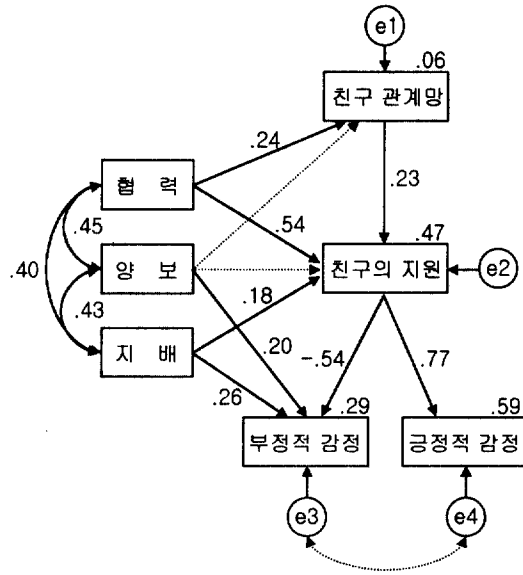 e1
.06
친구 관계망
.24
협 력
.23
.54
.45
.47
.40
양 보
친구의 지원
e2
.43
.18
지 배
.20
-.54
.77
.26
.29
.59
부정적 감정
긍정적 감정
e3
e4